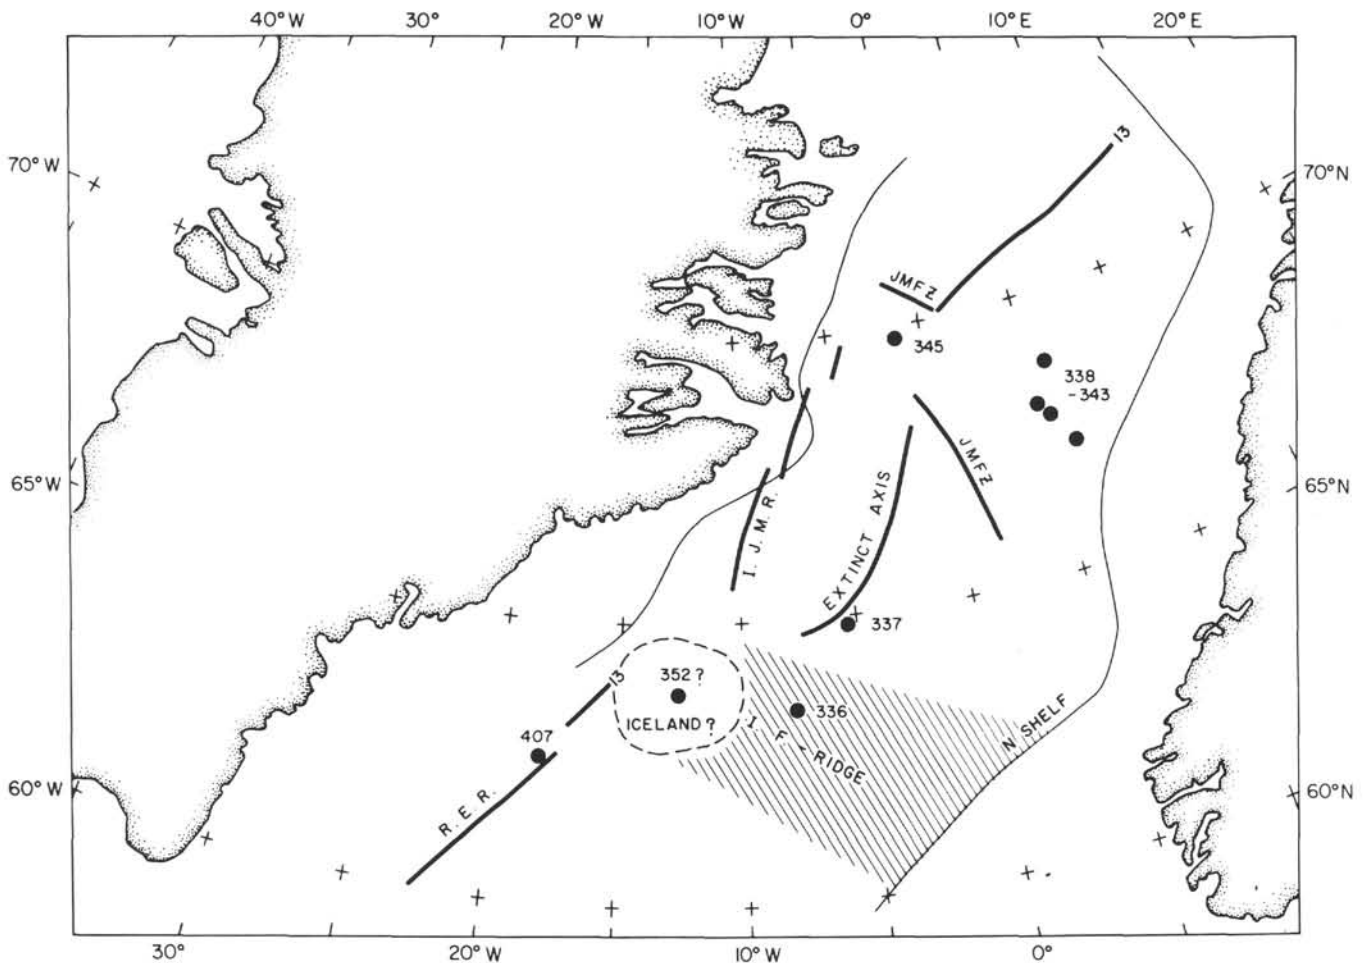 40° W
30°
20° W
10° W
0°
10° E
20° E
70° W
70° N
13
JMFZ
345
338
-343
JMFZ
65° W
65° N
I. J. M. R.
EXTINCT AXIS
337
13
352?
ICELAND?
336
I. F - RIDGE
N SHELF
407
R. E. R.
60° W
60° N
30°
20° W
10° W
0°